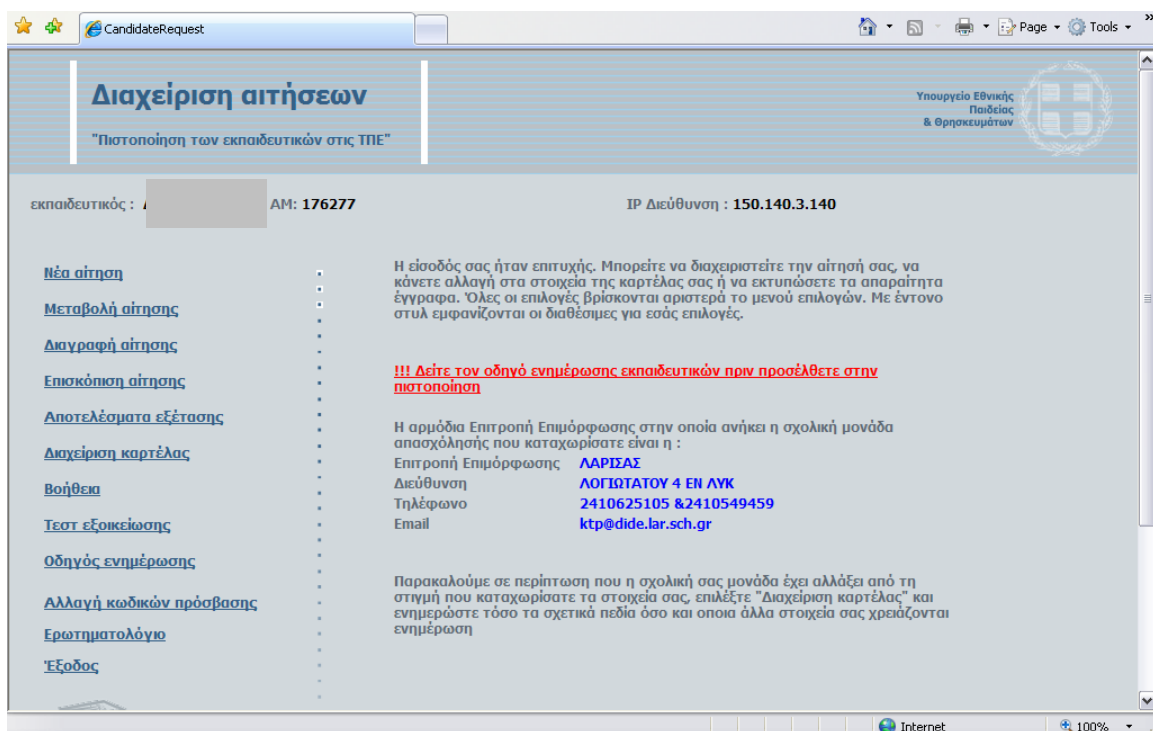 CandidateRequest
Page
Tools
»
Διαχείριση αιτήσεων
"Πιστοποίηση των εκπαιδευτικών στις ΤΠΕ"
Υπουργείο Εθνικής
Παιδείας
& Θρησκευμάτων
εκπαιδευτικός :
ΑΜ: 176277
IP Διεύθυνση : 150.140.3.140
Νέα αίτηση
Μεταβολή αίτησης
Διαγραφή αίτησης
Επισκόπιση αίτησης
Αποτελέσματα εξέτασης
Διαχείριση καρτέλας
Βοήθεια
Τεστ εξοικείωσης
Οδηγός ενημέρωσης
Αλλαγή κωδικών πρόσβασης
Ερωτηματολόγιο
Έξοδος
Η είσοδός σας ήταν επιτυχής. Μπορείτε να διαχειριστείτε την αίτησή σας, να
κάνετε αλλαγή στα στοιχεία της καρτέλας σας ή να εκτυπώσετε τα απαραίτητα
έγγραφα. Όλες οι επιλογές βρίσκονται αριστερά το μενού επιλογών. Με έντονο
στυλ εμφανίζονται οι διαθέσιμες για εσάς επιλογές.
!!! Δείτε τον οδηγό ενημέρωσης εκπαιδευτικών πριν προσέλθετε στην
πιστοποίηση
Η αρμόδια Επιτροπή Επιμόρφωσης στην οποία ανήκει η σχολική μονάδα
απασχόλησής που καταχωρίσατε είναι η :
Επιτροπή Επιμόρφωσης ΛΑΡΙΣΑΣ
Διεύθυνση ΛΟΓΙΩΤΑΤΟΥ 4 ΕΝ ΛΥΚ
Τηλέφωνο 2410625105 &2410549459
Email ktp@dide.lar.sch.gr
Παρακαλούμε σε περίπτωση που η σχολική σας μονάδα έχει αλλάξει από τη
στιγμή που καταχωρίσατε τα στοιχεία σας, επιλέξτε "Διαχείριση καρτέλας" και
ενημερώστε τόσο τα σχετικά πεδία όσο και οποια άλλα στοιχεία σας χρειάζονται
ενημέρωση
Internet
100%